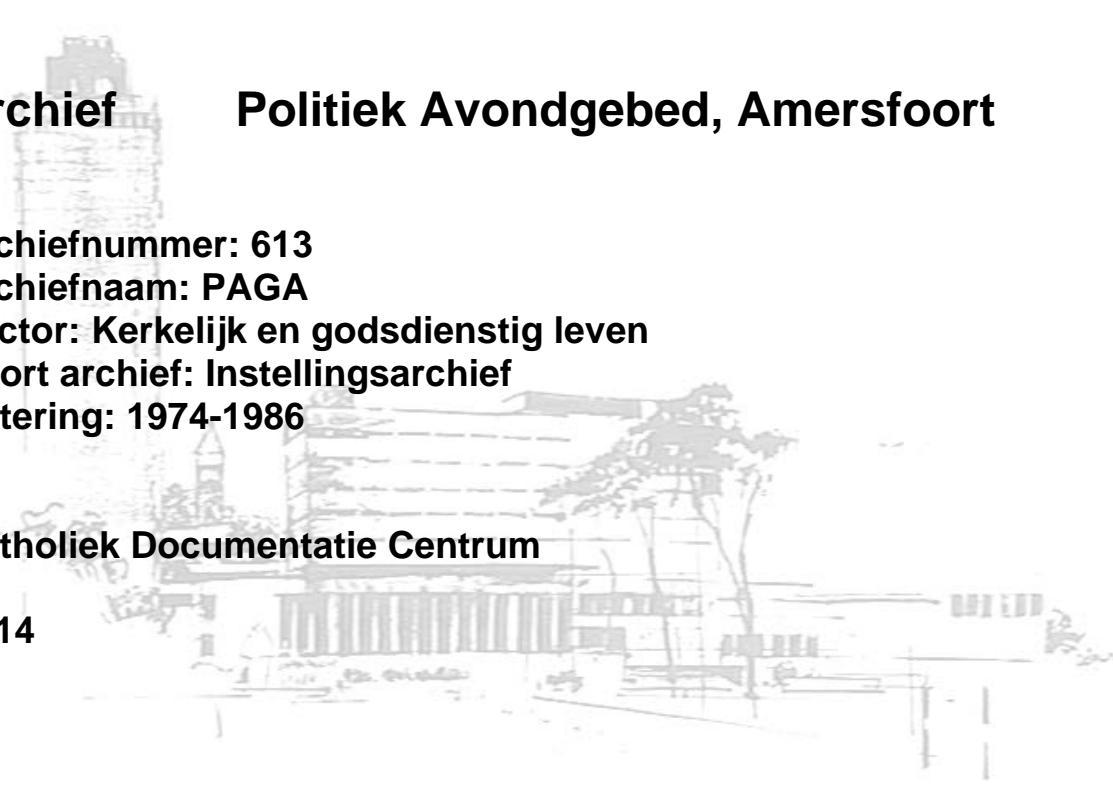 rchief Politiek Avondgebed, Amersfoort
chiefnummer: 613
chiefnaam: PAGA
ctor: Kerkelijk en godsdienstig leven
ort archief: Instellingsarchief
tering: 1974-1986
tholiek Documentatie Centrum
14